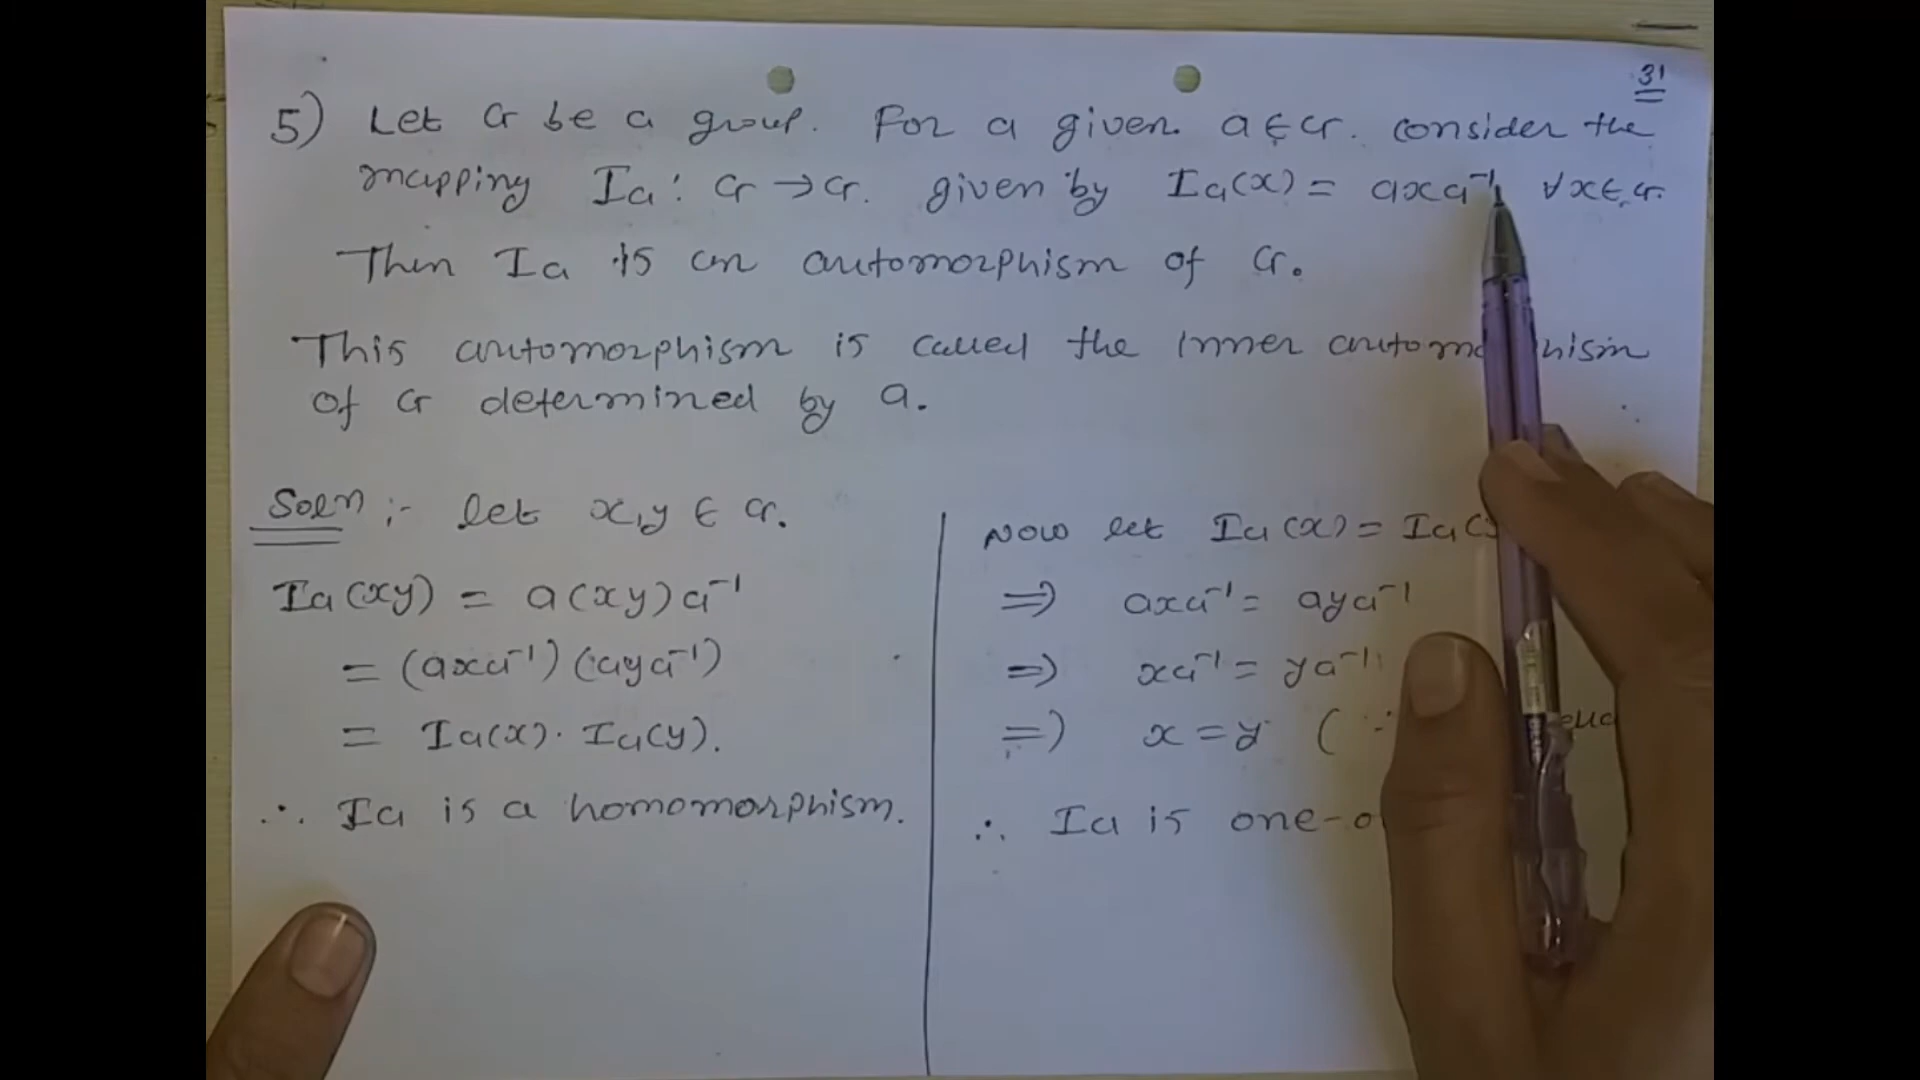 31
5) Let G be a group. For a given a ∈ G. consider the
mapping Ia : G → G. given by Ia(x) = axa⁻¹ ∀x∈G.
Then Ia is an automorphism of G.
This automorphism is called the inner
of G determined by a.
Soln :- let x,y ∈ G.
Ia(xy) = a(xy)a⁻¹
= (axa⁻¹)(aya⁻¹)
= Ia(x)·Ia(y).
∴ Ia is a homomorphism.
Now let Ia(x) = Ia(
⇒ axa⁻¹ = aya⁻¹
⇒ xa⁻¹ = ya⁻¹
⇒ x = y (∵
∴ Ia is one-o